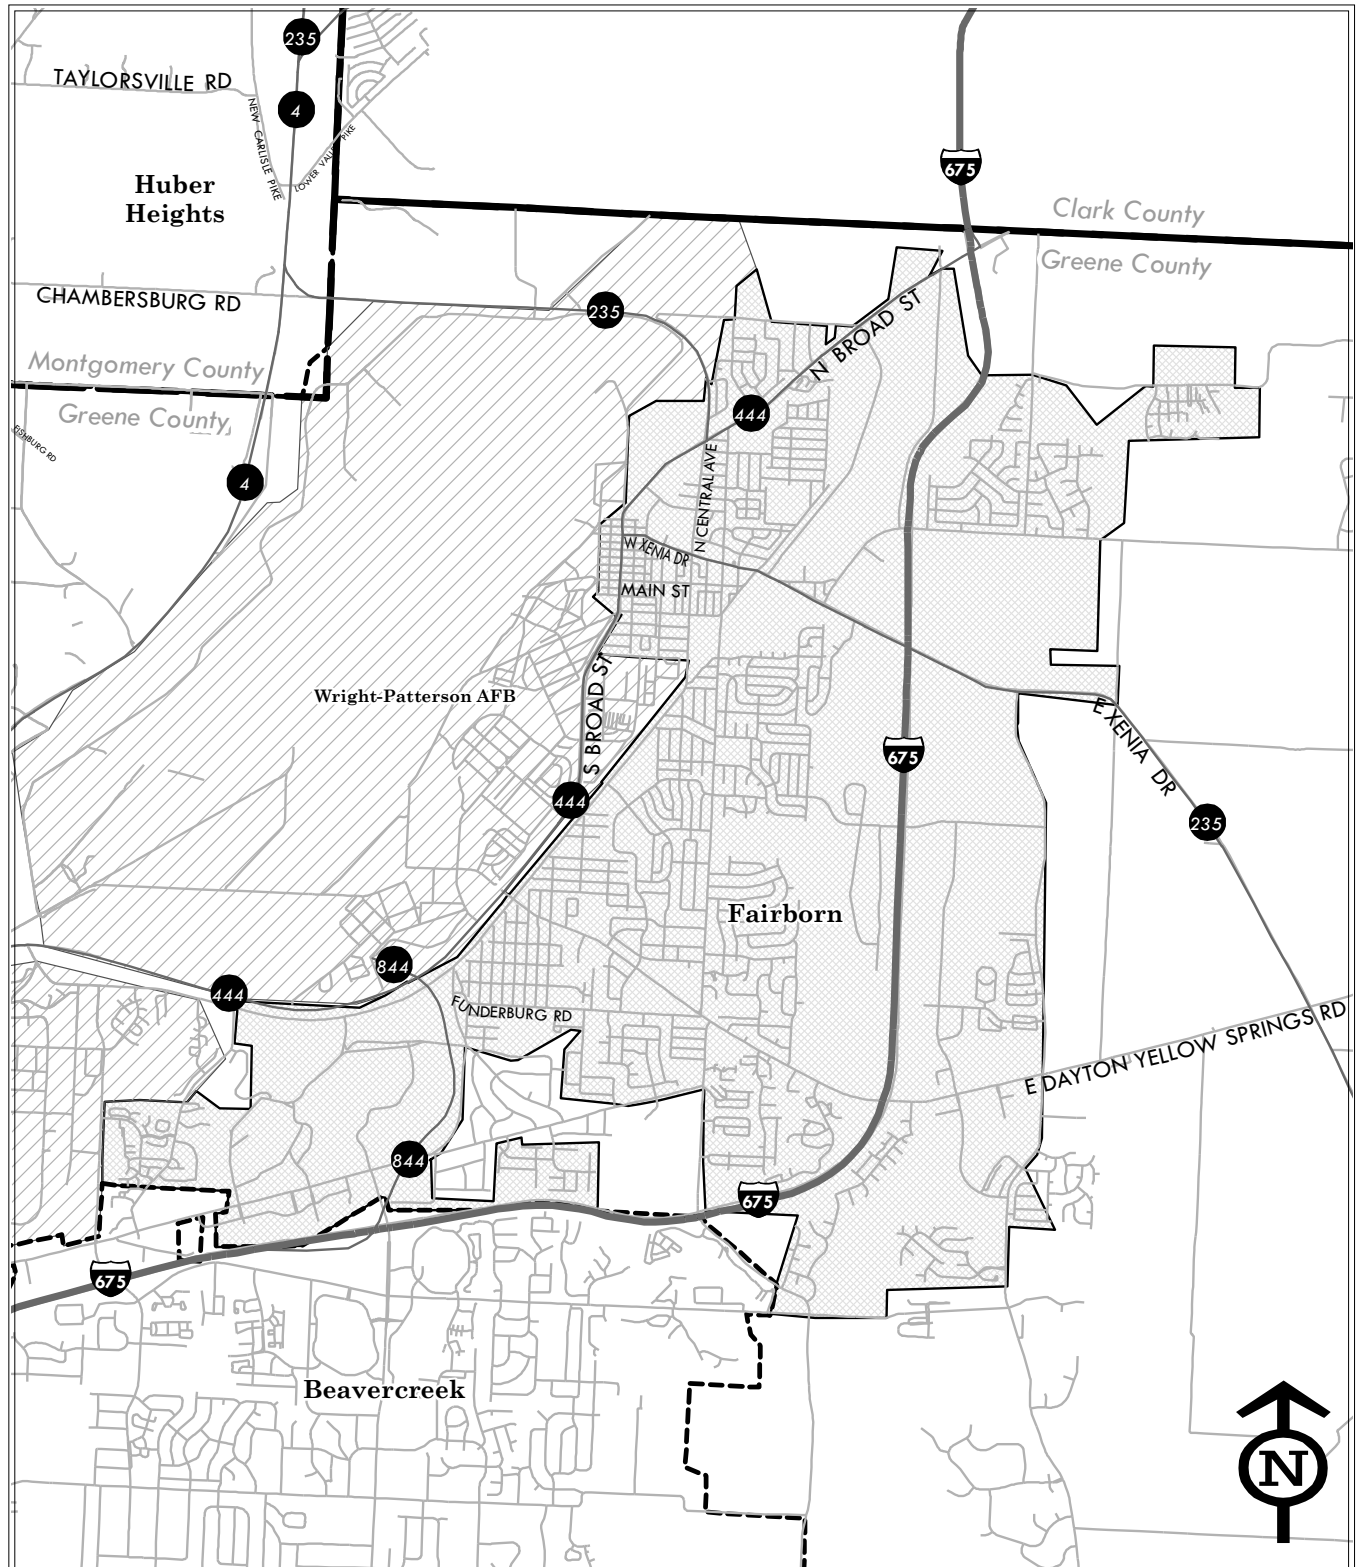 235
TAYLORSVILLE RD
4
NEW CARLISLE PIKE
LOWER VALLEY PIKE
675
Huber
Heights
Clark County
Greene County
CHAMBERSBURG RD
235
N BROAD ST
Montgomery County
Greene County
444
FISHBURG RD
N CENTRAL AVE
4
W XENIA DR
MAIN ST
Wright-Patterson AFB
S BROAD ST
E XENIA DR
675
444
235
Fairborn
844
444
FUNDERBURG RD
E DAYTON YELLOW SPRINGS RD
844
675
675
Beavercreek
N